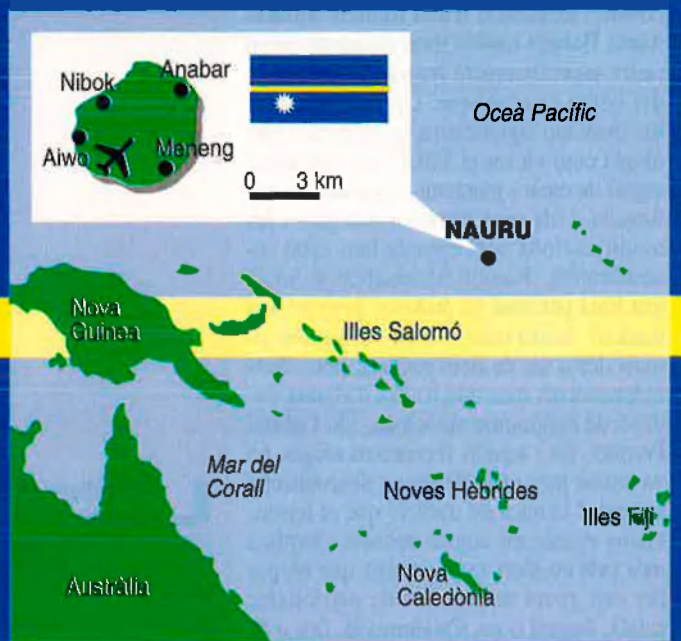 Anabar
Nibok
Aiwo
Meneng
0 3 km
Oceà Pacífic
NAURU
Nova
Guinea
Illes Salomó
Mar del
Corall
Noves Hèbrides
Illes Fiji
Nova
Caledònia
Austràlia